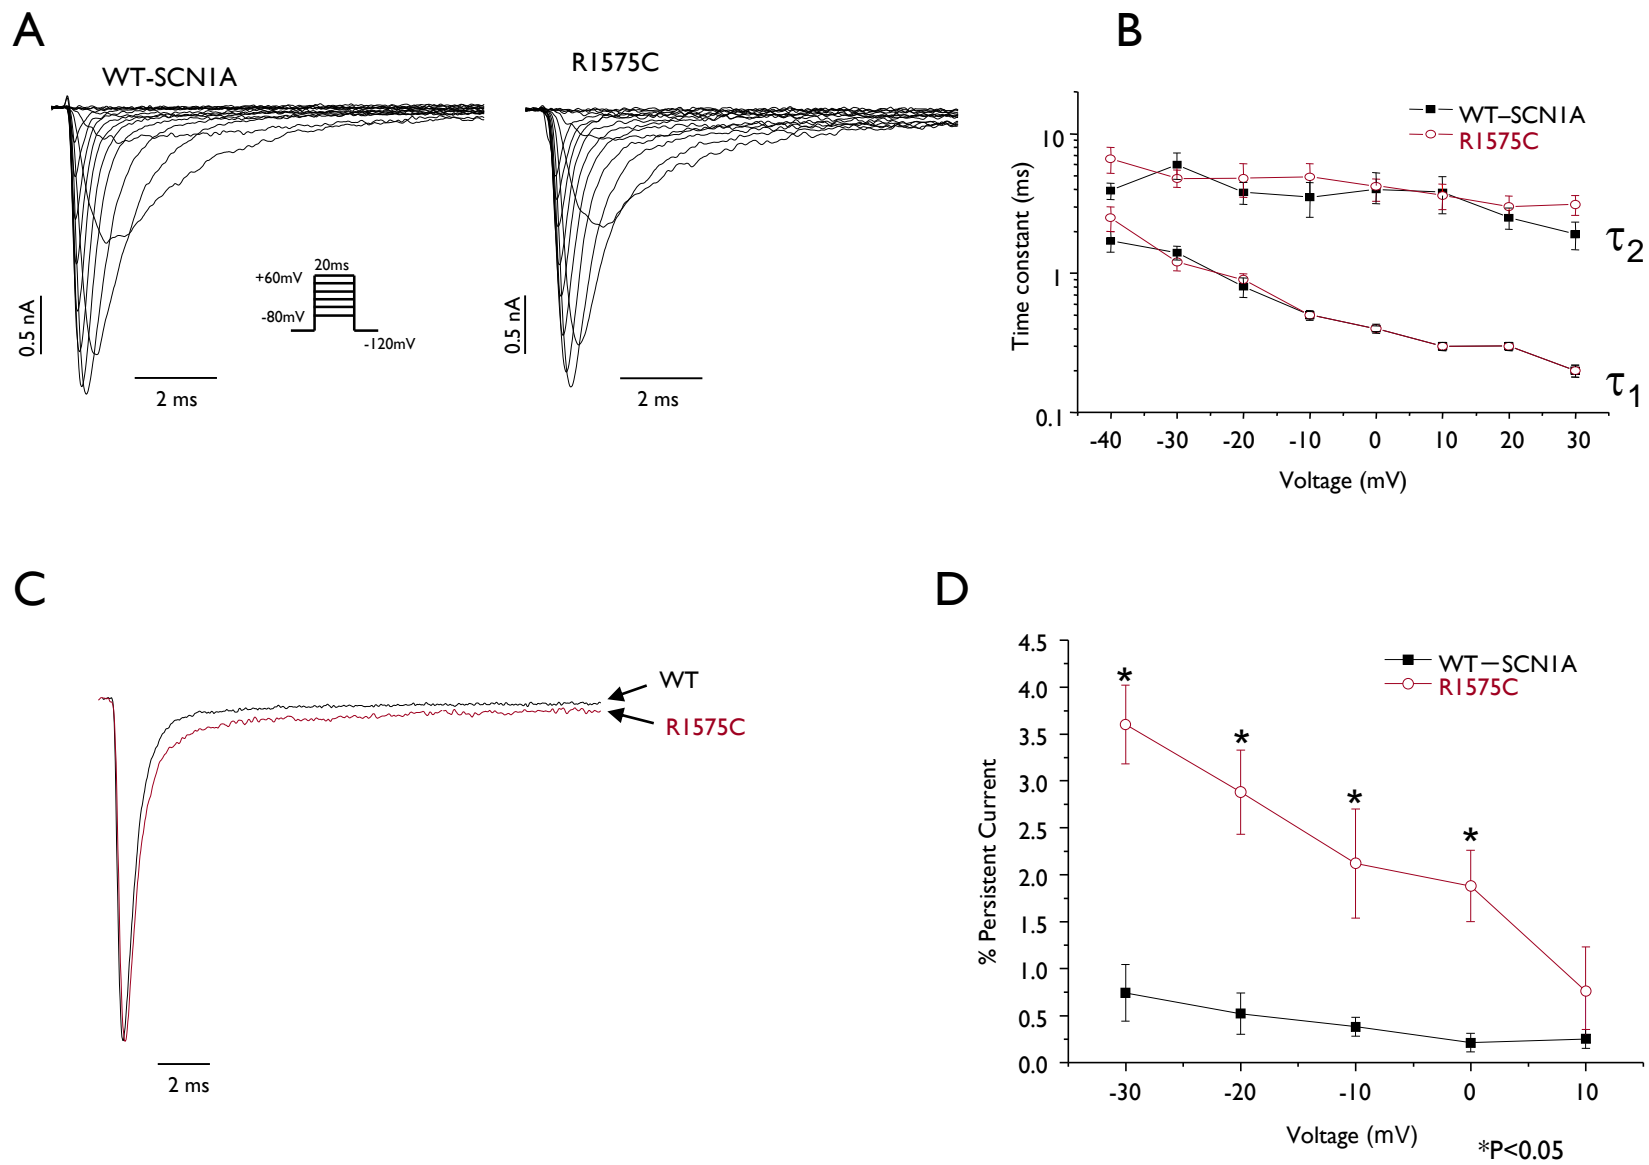 A
WT-SCN1A
R1575C
0.5 nA
2 ms
20ms
+60mV
-80mV
-120mV
0.5 nA
2 ms
B
WT–SCN1A
R1575C
Time constant (ms)
10
1
0.1
τ2
τ1
-40 -30 -20 -10 0 10 20 30
Voltage (mV)
C
WT
R1575C
2 ms
D
WT–SCN1A
R1575C
% Persistent Current
4.5
4.0
3.5
3.0
2.5
2.0
1.5
1.0
0.5
0.0
*
*
*
*
-30 -20 -10 0 10
Voltage (mV)
*P<0.05